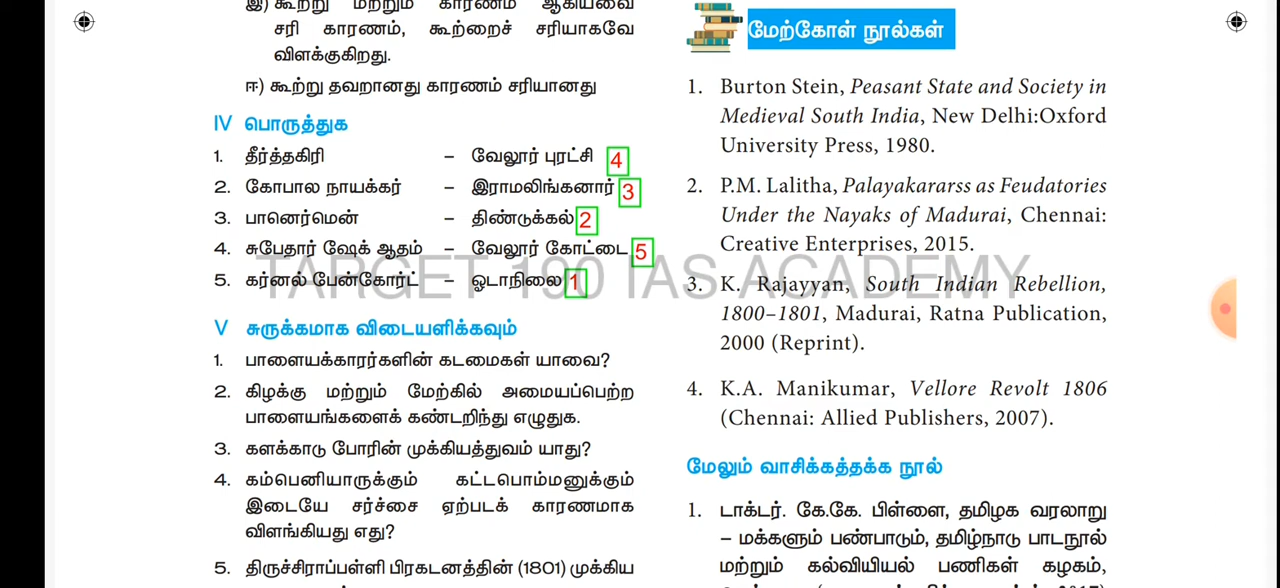 இ) கூற்று மற்றும் காரணம் ஆகியவை
சரி காரணம், கூற்றைச் சரியாகவே
விளக்குகிறது.
ஈ) கூற்று தவறானது காரணம் சரியானது
IV பொருத்துக
1. தீர்த்தகிரி – வேலூர் புரட்சி 4
2. கோபால நாயக்கர் – இராமலிங்கனார் 3
3. பானெர்மென் – திண்டுக்கல் 2
4. சுபேதார் ஷேக் ஆதம் – வேலூர் கோட்டை 5
5. கர்னல் பேன்கோர்ட் – ஓடாநிலை 1
TARGET 190 IAS ACADEMY
V சுருக்கமாக விடையளிக்கவும்
1. பாளையக்காரர்களின் கடமைகள் யாவை?
2. கிழக்கு மற்றும் மேற்கில் அமையப்பெற்ற
பாளையங்களைக் கண்டறிந்து எழுதுக.
3. களக்காடு போரின் முக்கியத்துவம் யாது?
4. கம்பெனியாருக்கும் கட்டபொம்மனுக்கும்
இடையே சர்ச்சை ஏற்படக் காரணமாக
விளங்கியது எது?
5. திருச்சிராப்பள்ளி பிரகடனத்தின் (1801) முக்கிய
மேற்கோள் நூல்கள்
1. Burton Stein, Peasant State and Society in
Medieval South India, New Delhi:Oxford
University Press, 1980.
2. P.M. Lalitha, Palayakararss as Feudatories
Under the Nayaks of Madurai, Chennai:
Creative Enterprises, 2015.
3. K. Rajayyan, South Indian Rebellion,
1800–1801, Madurai, Ratna Publication,
2000 (Reprint).
4. K.A. Manikumar, Vellore Revolt 1806
(Chennai: Allied Publishers, 2007).
மேலும் வாசிக்கத்தக்க நூல்
1. டாக்டர். கே.கே. பிள்ளை, தமிழக வரலாறு
– மக்களும் பண்பாடும், தமிழ்நாடு பாடநூல்
மற்றும் கல்வியியல் பணிகள் கழகம்,